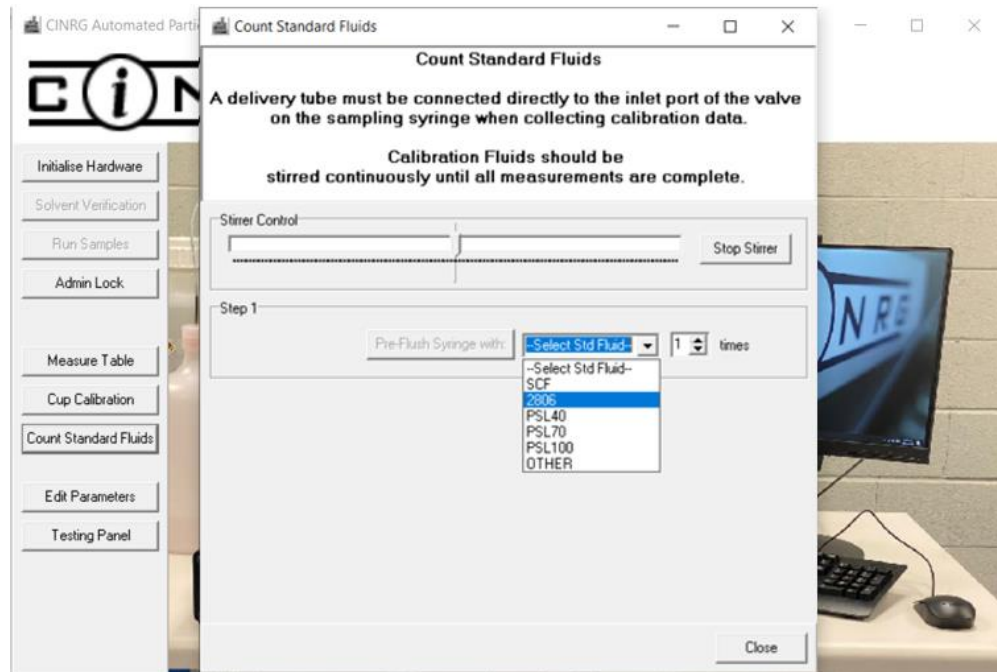 CINRG Automated Parti
Count Standard Fluids
CiN
Count Standard Fluids
A delivery tube must be connected directly to the inlet port of the valve
on the sampling syringe when collecting calibration data.
Calibration Fluids should be
stirred continuously until all measurements are complete.
Initialise Hardware
Solvent Verification
Run Samples
Admin Lock
Measure Table
Cup Calibration
Count Standard Fluids
Edit Parameters
Testing Panel
Stirrer Control
Stop Stirrer
Step 1
Pre-Flush Syringe with:
--Select Std Fluid--
1
times
--Select Std Fluid--
SCF
2806
PSL40
PSL70
PSL100
OTHER
Close
iNRG